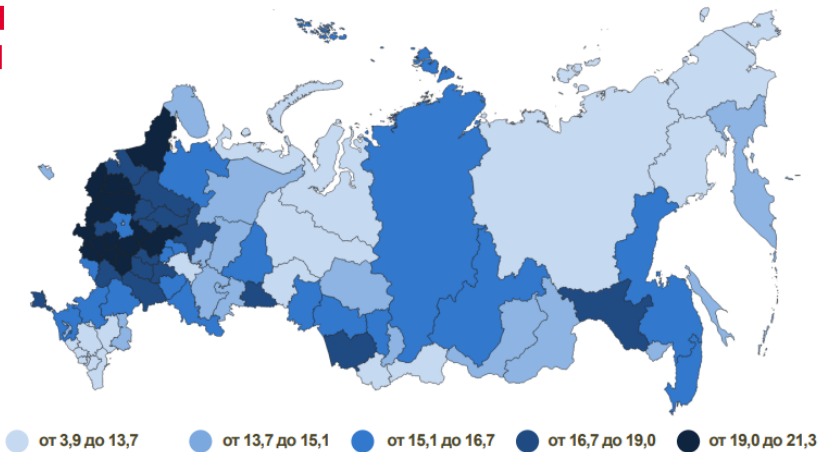 от 3,9 до 13,7 от 13,7 до 15,1 от 15,1 до 16,7 от 16,7 до 19,0 от 19,0 до 21,3